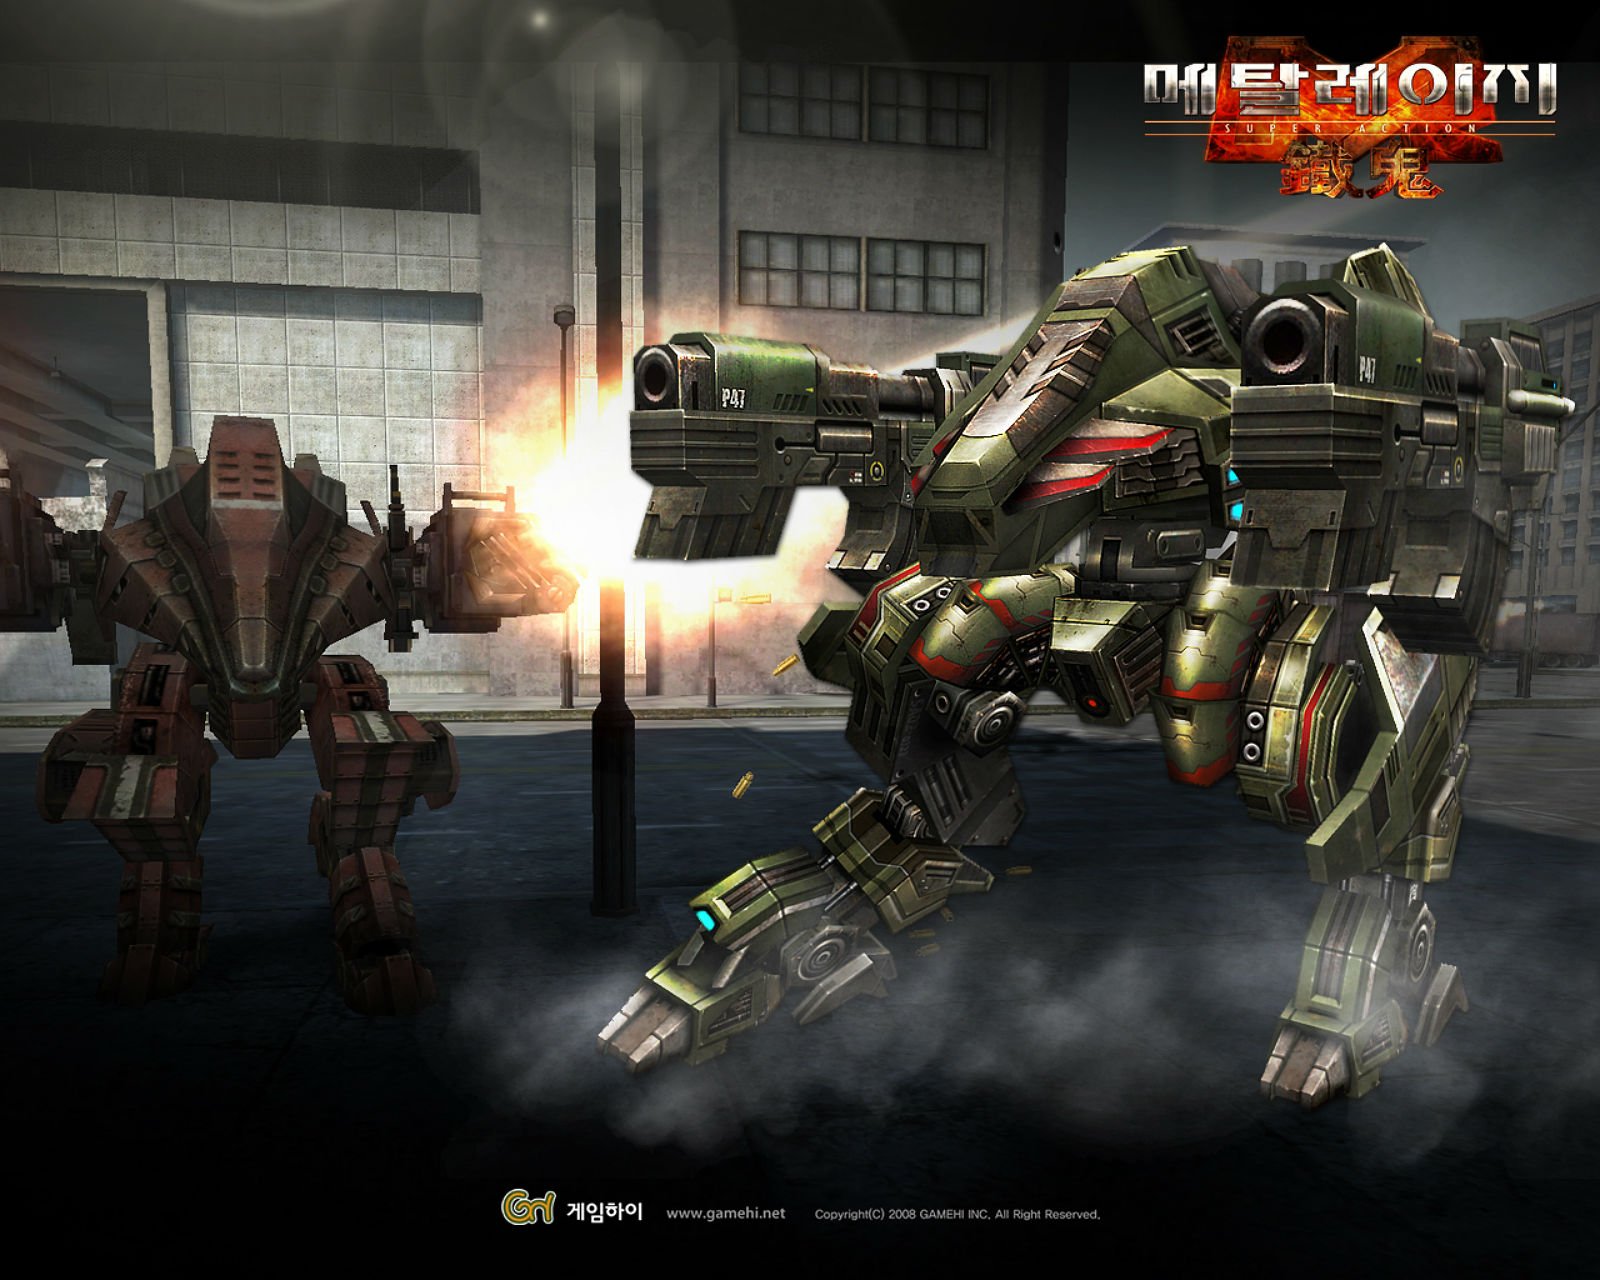 메탈레이지
SUPER ACTION
鐵鬼
P47
P47
GH 게임하이 www.gamehi.net Copyright(C) 2008 GAMEHI INC, All Right Reserved,